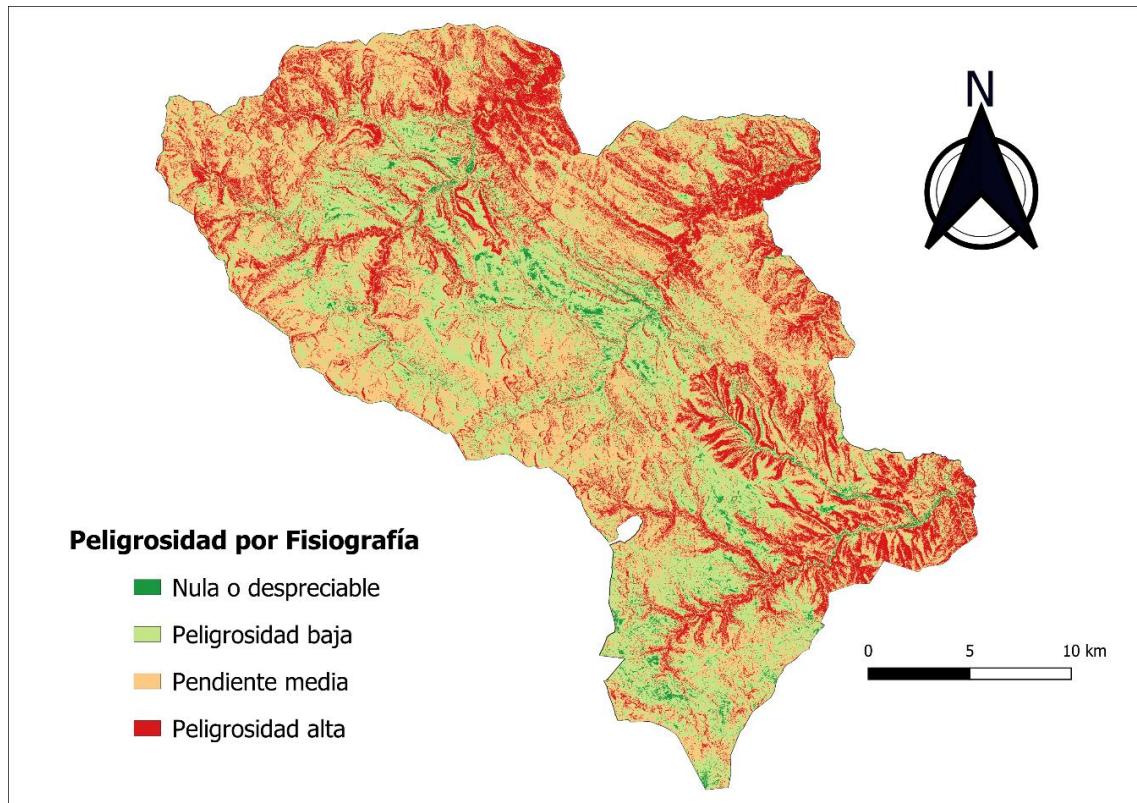 N
Peligrosidad por Fisiografía
Nula o despreciable
Peligrosidad baja
Pendiente media
Peligrosidad alta
0 5 10 km